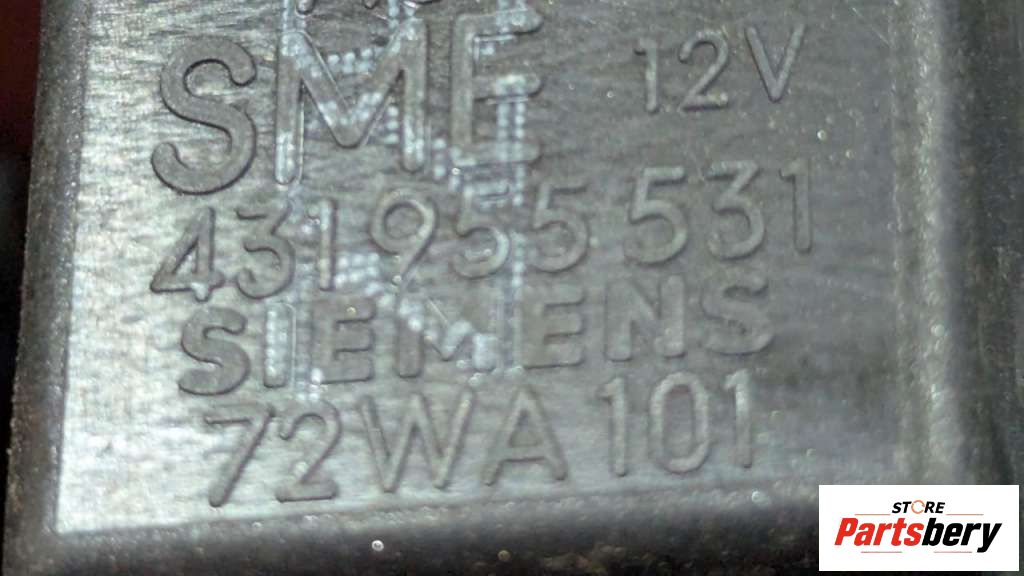 SME 12V
431955531
SIEMENS
72WA101
STORE
Partsbery